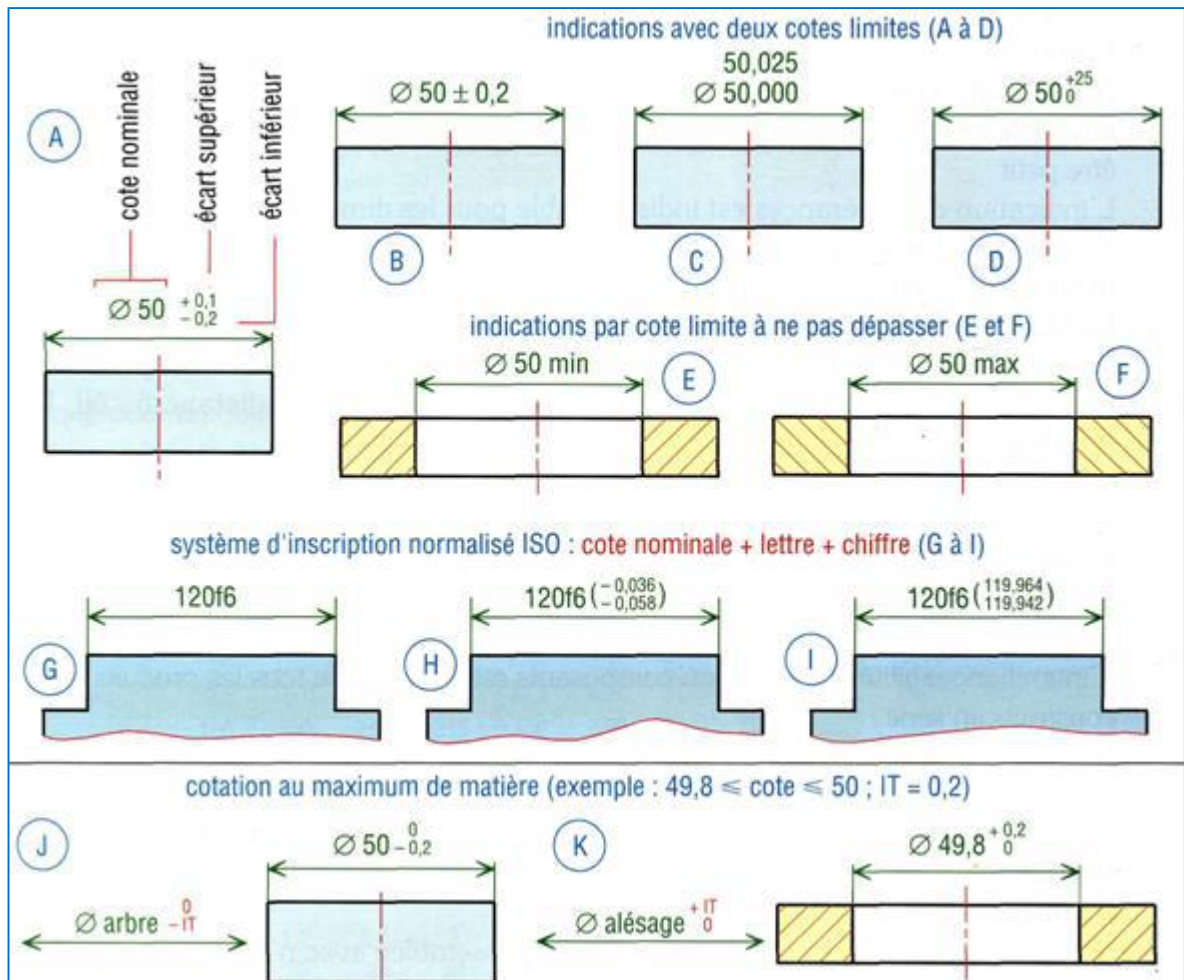 indications avec deux cotes limites (A à D)
A
cote nominale
écart supérieur
écart inférieur
Ø 50 +0,1
-0,2
Ø 50 ± 0,2
B
50,025
Ø 50,000
C
Ø 50 +25
0
D
indications par cote limite à ne pas dépasser (E et F)
Ø 50 min
E
Ø 50 max
F
système d'inscription normalisé ISO : cote nominale + lettre + chiffre (G à I)
120f6
G
120f6 (-0,036
-0,058)
H
120f6 (119,964
119,942)
I
cotation au maximum de matière (exemple : 49,8 ⩽ cote ⩽ 50 ; IT = 0,2)
J
Ø arbre 0
-IT
Ø 50 0
-0,2
K
Ø alésage +IT
0
Ø 49,8 +0,2
0